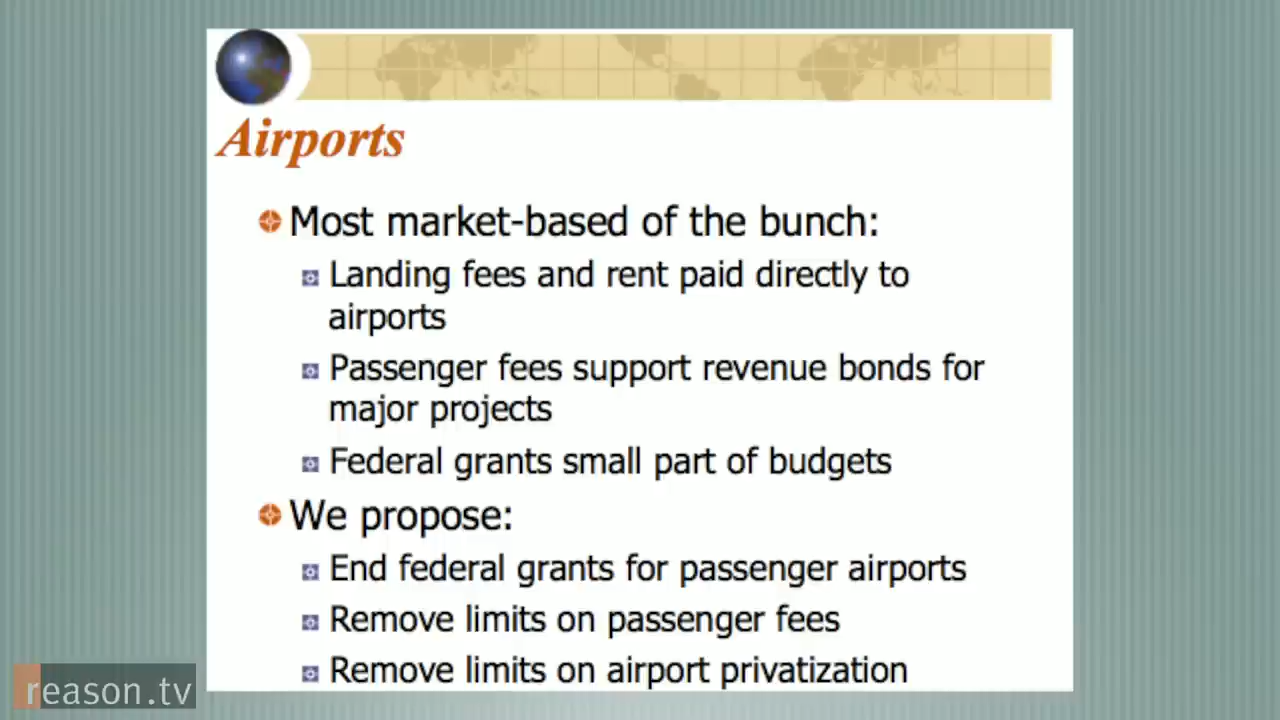 Airports
Most market-based of the bunch:
Landing fees and rent paid directly to
airports
Passenger fees support revenue bonds for
major projects
Federal grants small part of budgets
We propose:
End federal grants for passenger airports
Remove limits on passenger fees
Remove limits on airport privatization
reason.tv